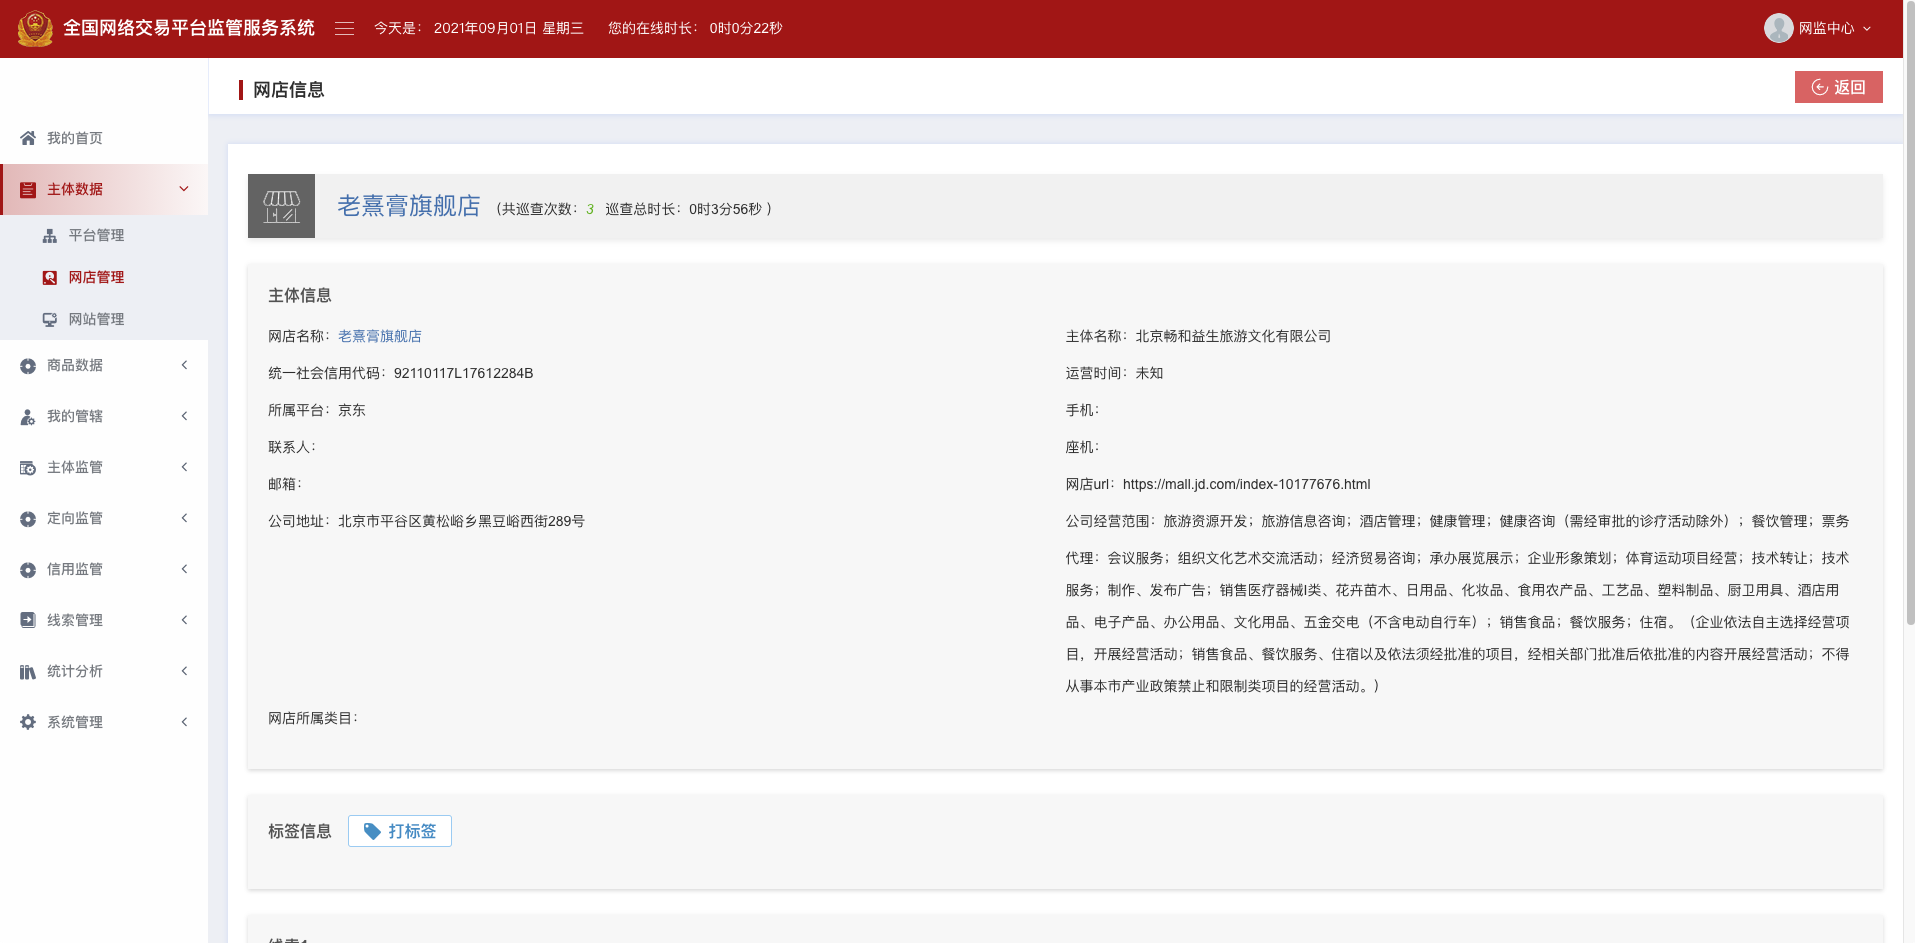 全国网络交易平台监管服务系统
今天是： 2021年09月01日 星期三 您的在线时长： 0时0分22秒
网监中心
网店信息
返回
我的首页
主体数据
平台管理
网店管理
网站管理
商品数据
我的管辖
主体监管
定向监管
信用监管
线索管理
统计分析
系统管理
老熹膏旗舰店 （共巡查次数：3 巡查总时长：0时3分56秒 ）
主体信息
网店名称：老熹膏旗舰店
主体名称：北京畅和益生旅游文化有限公司
统一社会信用代码：92110117L17612284B
运营时间：未知
所属平台：京东
手机：
联系人：
座机：
邮箱：
网店url：https://mall.jd.com/index-10177676.html
公司地址：北京市平谷区黄松峪乡黑豆峪西街289号
公司经营范围：旅游资源开发；旅游信息咨询；酒店管理；健康管理；健康咨询（需经审批的诊疗活动除外）；餐饮管理；票务
代理：会议服务；组织文化艺术交流活动；经济贸易咨询；承办展览展示；企业形象策划；体育运动项目经营；技术转让；技术
服务；制作、发布广告；销售医疗器械I类、花卉苗木、日用品、化妆品、食用农产品、工艺品、塑料制品、厨卫用具、酒店用
品、电子产品、办公用品、文化用品、五金交电（不含电动自行车）；销售食品；餐饮服务；住宿。（企业依法自主选择经营项
目，开展经营活动；销售食品、餐饮服务、住宿以及依法须经批准的项目，经相关部门批准后依批准的内容开展经营活动；不得
从事本市产业政策禁止和限制类项目的经营活动。）
网店所属类目：
标签信息
打标签